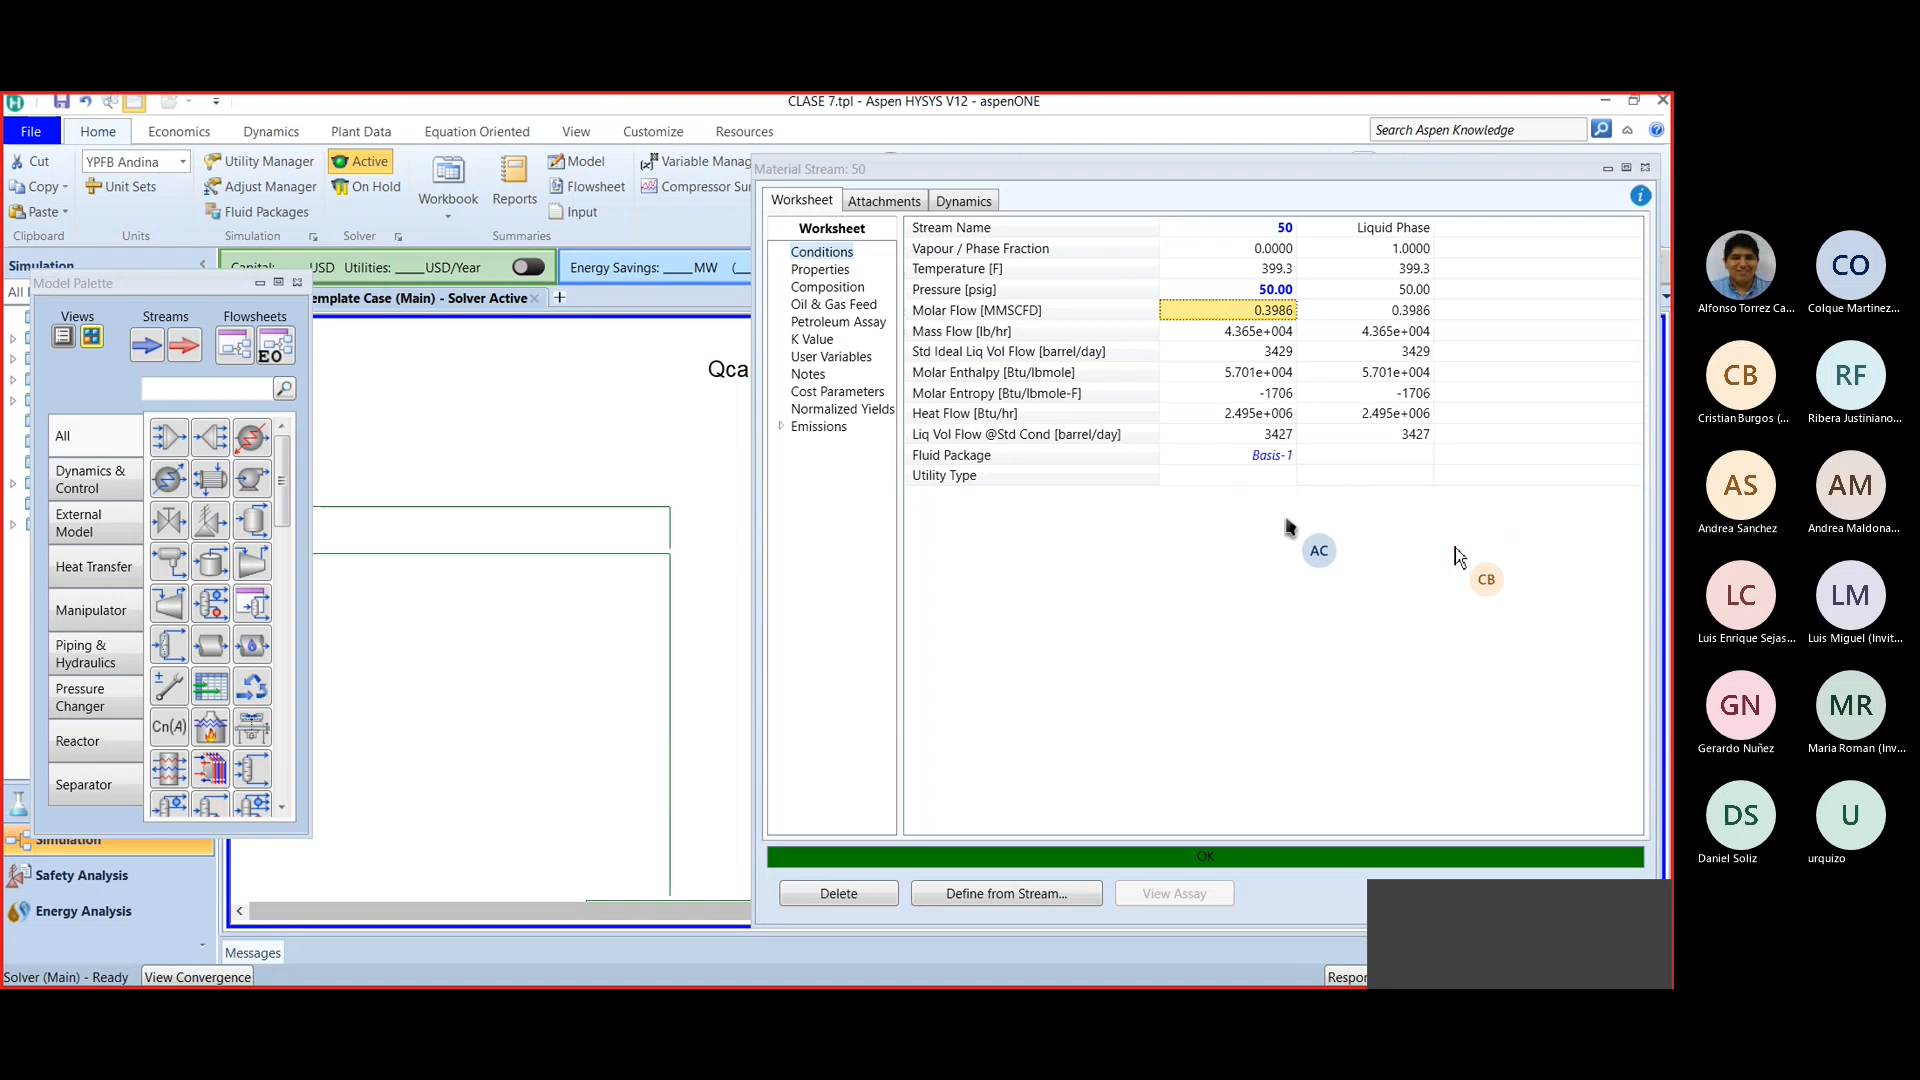 CLASE 7.tpl - Aspen HYSYS V12 - aspenONE
File
Home
Economics
Dynamics
Plant Data
Equation Oriented
View
Customize
Resources
Search Aspen Knowledge
Cut
Copy
Paste
Clipboard
YPFB Andina
Unit Sets
Units
Utility Manager
Adjust Manager
Fluid Packages
Simulation
Active
On Hold
Solver
Workbook
Reports
Model
Flowsheet
Input
Summaries
Variable Manag
Compressor Sur
Simulation
All
Capital: ____USD Utilities: ____USD/Year
Energy Savings: ____MW (__
emplate Case (Main) - Solver Active
Qca
Model Palette
Views
Streams
Flowsheets
EO
All
Dynamics &
Control
External
Model
Heat Transfer
Manipulator
Piping &
Hydraulics
Pressure
Changer
Reactor
Separator
Cn(A)
Simulation
Safety Analysis
Energy Analysis
Messages
Solver (Main) - Ready
View Convergence
Respon
Material Stream: 50
Worksheet
Attachments
Dynamics
Worksheet
Conditions
Properties
Composition
Oil & Gas Feed
Petroleum Assay
K Value
User Variables
Notes
Cost Parameters
Normalized Yields
Emissions
Stream Name 50 Liquid Phase
Vapour / Phase Fraction 0.0000 1.0000
Temperature [F] 399.3 399.3
Pressure [psig] 50.00 50.00
Molar Flow [MMSCFD] 0.3986 0.3986
Mass Flow [lb/hr] 4.365e+004 4.365e+004
Std Ideal Liq Vol Flow [barrel/day] 3429 3429
Molar Enthalpy [Btu/lbmole] 5.701e+004 5.701e+004
Molar Entropy [Btu/lbmole-F] -1706 -1706
Heat Flow [Btu/hr] 2.495e+006 2.495e+006
Liq Vol Flow @Std Cond [barrel/day] 3427 3427
Fluid Package Basis-1
Utility Type
AC
CB
OK
Delete
Define from Stream...
View Assay
Alfonso Torrez Ca...
CO
Colque Martinez...
CB
Cristian Burgos (...
RF
Ribera Justiniano...
AS
Andrea Sanchez
AM
Andrea Maldona...
LC
Luis Enrique Sejas...
LM
Luis Miguel (Invit...
GN
Gerardo Nuñez
MR
Maria Roman (Inv...
DS
Daniel Soliz
U
urquizo